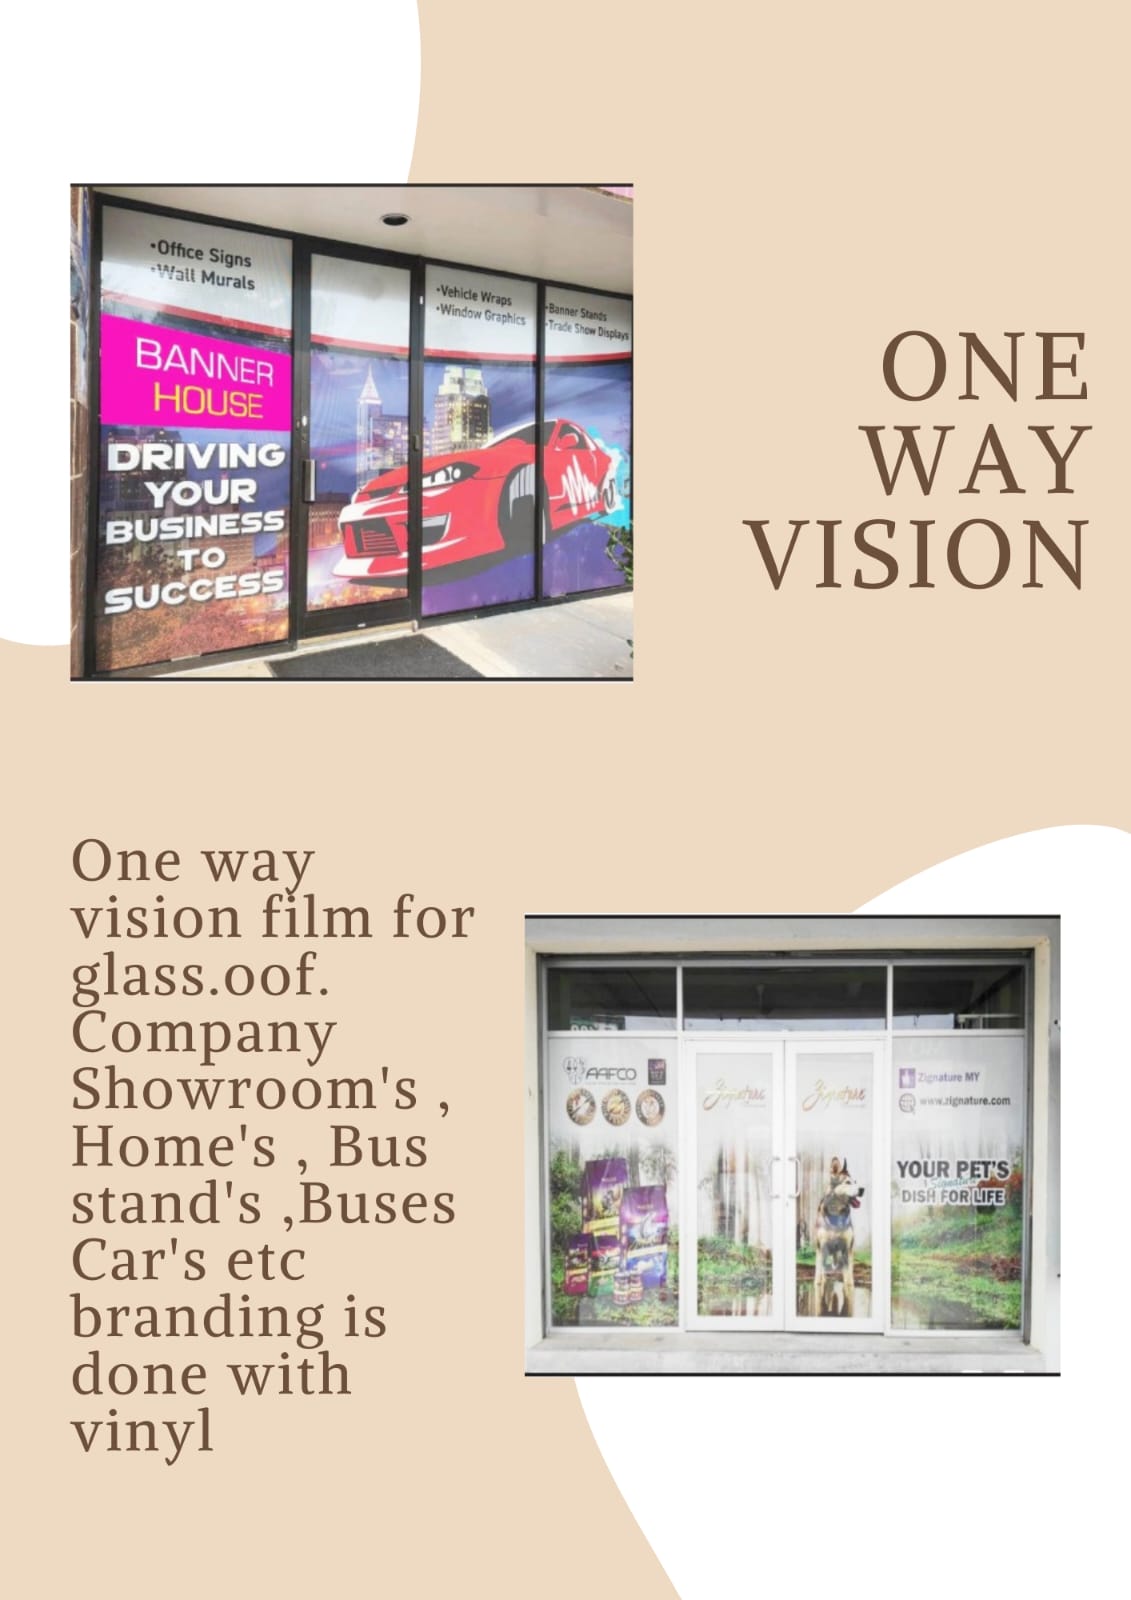 •Office Signs
•Wall Murals
•Vehicle Wraps
•Window Graphics
•Banner Stands
•Trade Show Displays
BANNER
HOUSE
DRIVING
YOUR
BUSINESS
TO
SUCCESS
ONE
WAY
VISION
One way
vision film for
glass.oof.
Company
Showroom's ,
Home's , Bus
stand's ,Buses
Car's etc
branding is
done with
vinyl
AAFCO
Zignature
Zignature
Zignature MY
www.zignature.com
YOUR PET'S
Signature
DISH FOR LIFE